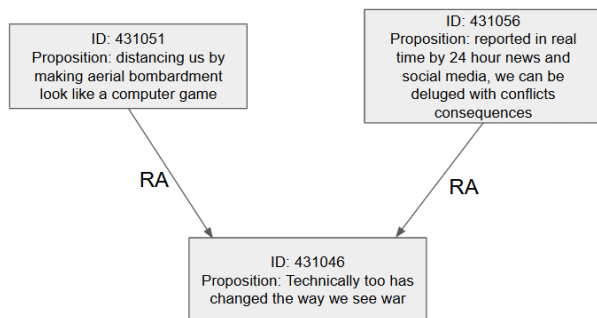 ID: 431051
Proposition: distancing us by
making aerial bombardment
look like a computer game
ID: 431056
Proposition: reported in real
time by 24 hour news and
social media, we can be
deluged with conflicts
consequences
RA
RA
ID: 431046
Proposition: Technically too has
changed the way we see war